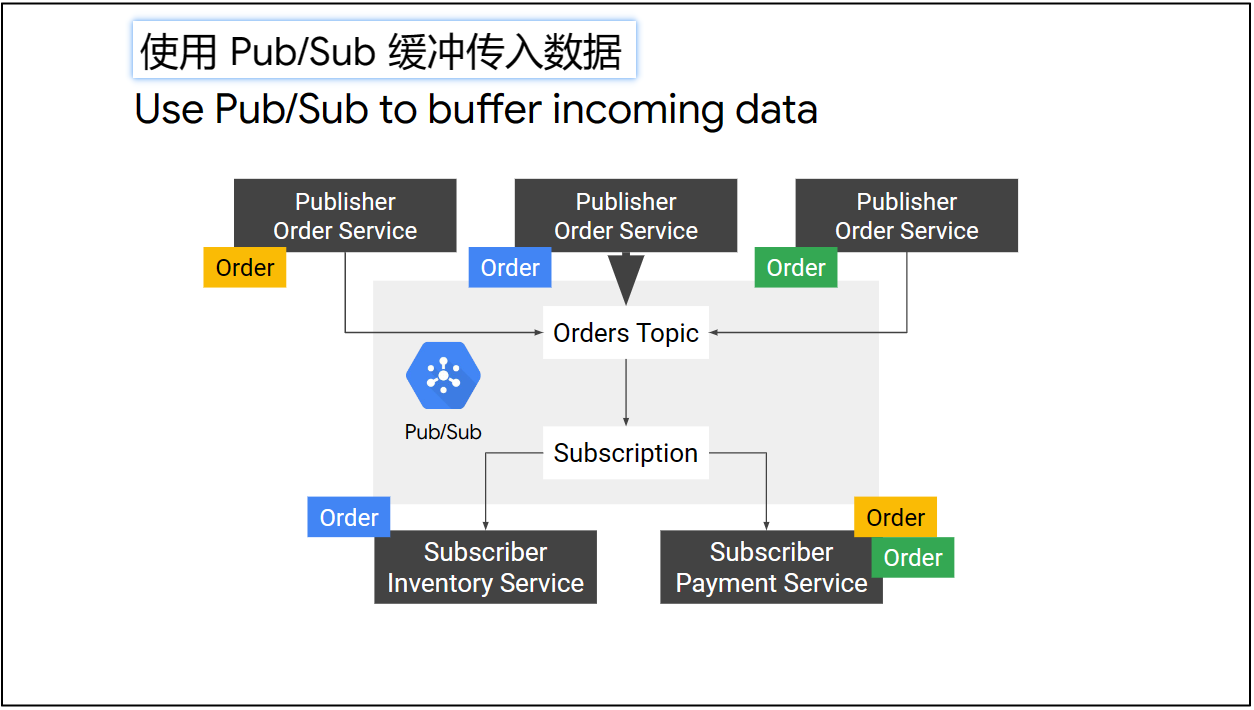 使用 Pub/Sub 缓冲传入数据
Use Pub/Sub to buffer incoming data
Publisher
Order Service
Publisher
Order Service
Publisher
Order Service
Order
Order
Order
Orders Topic
Pub/Sub
Subscription
Order
Subscriber
Inventory Service
Subscriber
Payment Service
Order
Order